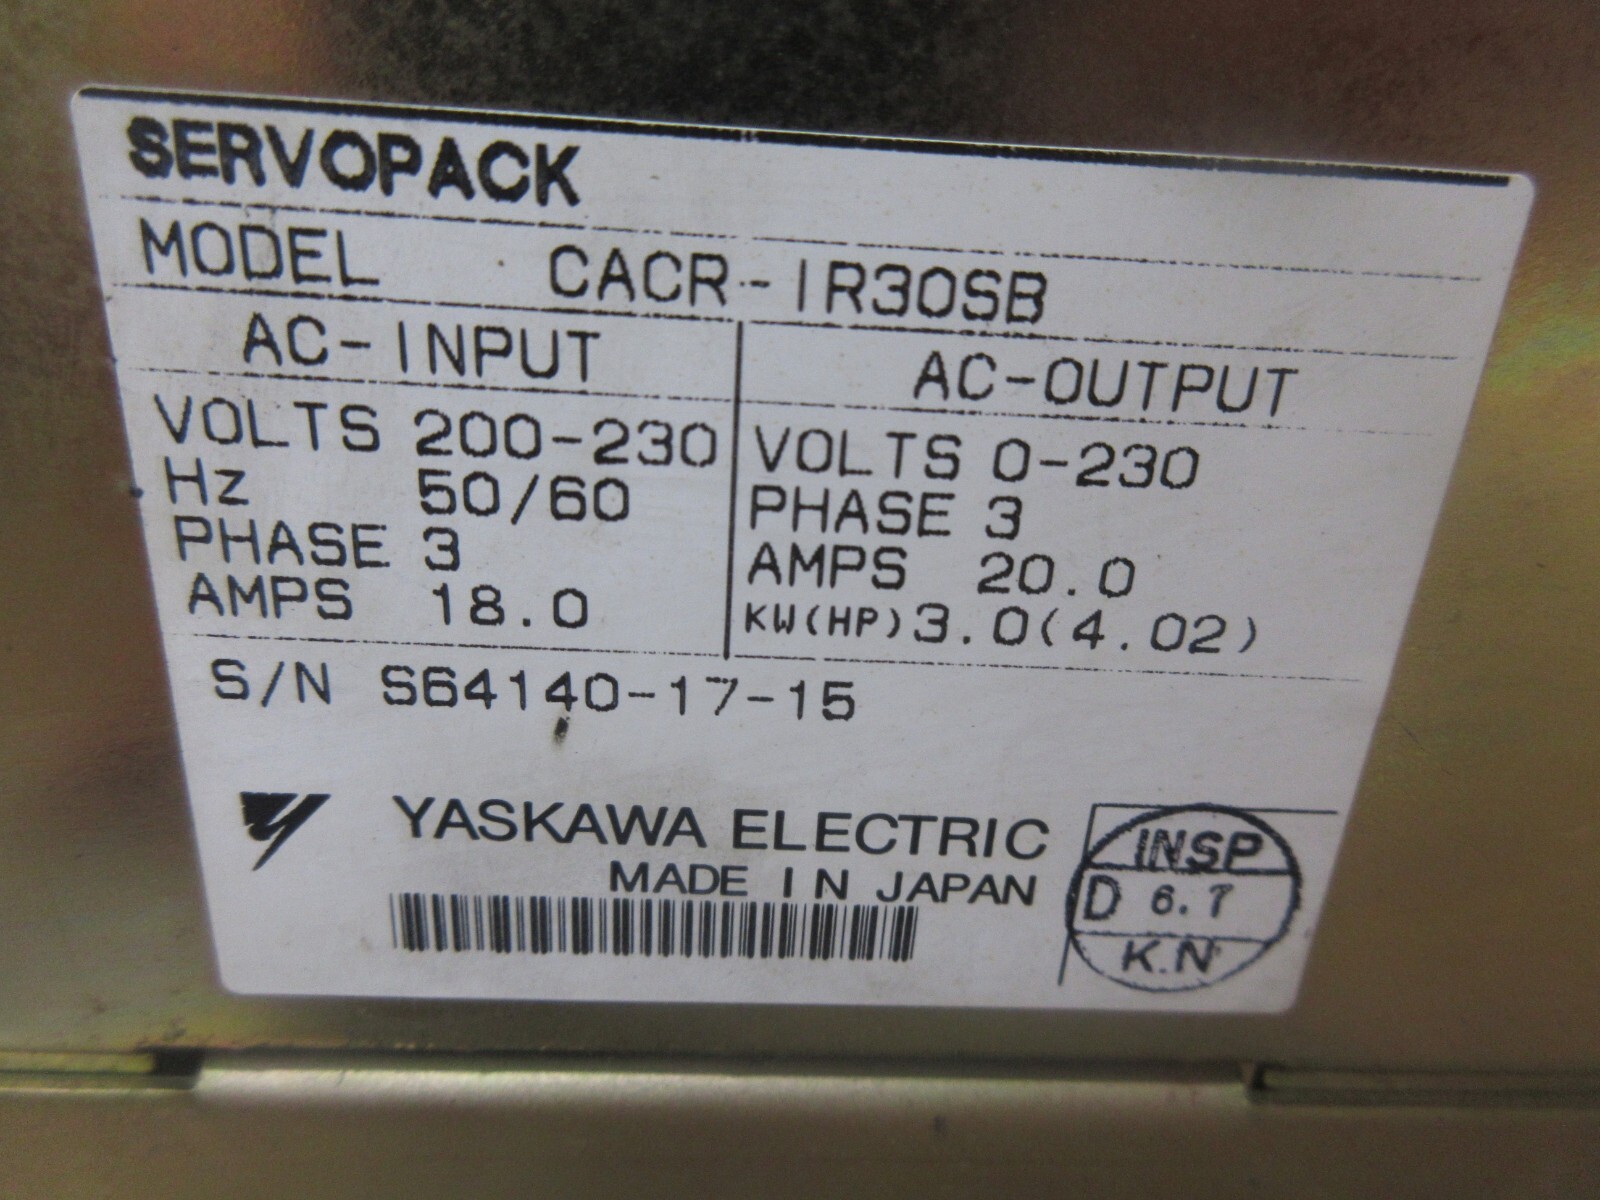 SERVOPACK
MODEL CACR-IR30SB
AC-INPUT AC-OUTPUT
VOLTS 200-230 VOLTS 0-230
Hz 50/60 PHASE 3
PHASE 3 AMPS 20.0
AMPS 18.0 KW(HP) 3.0(4.02)
S/N S64140-17-15
YASKAWA ELECTRIC
MADE IN JAPAN
INSP
D 6.7
K.N